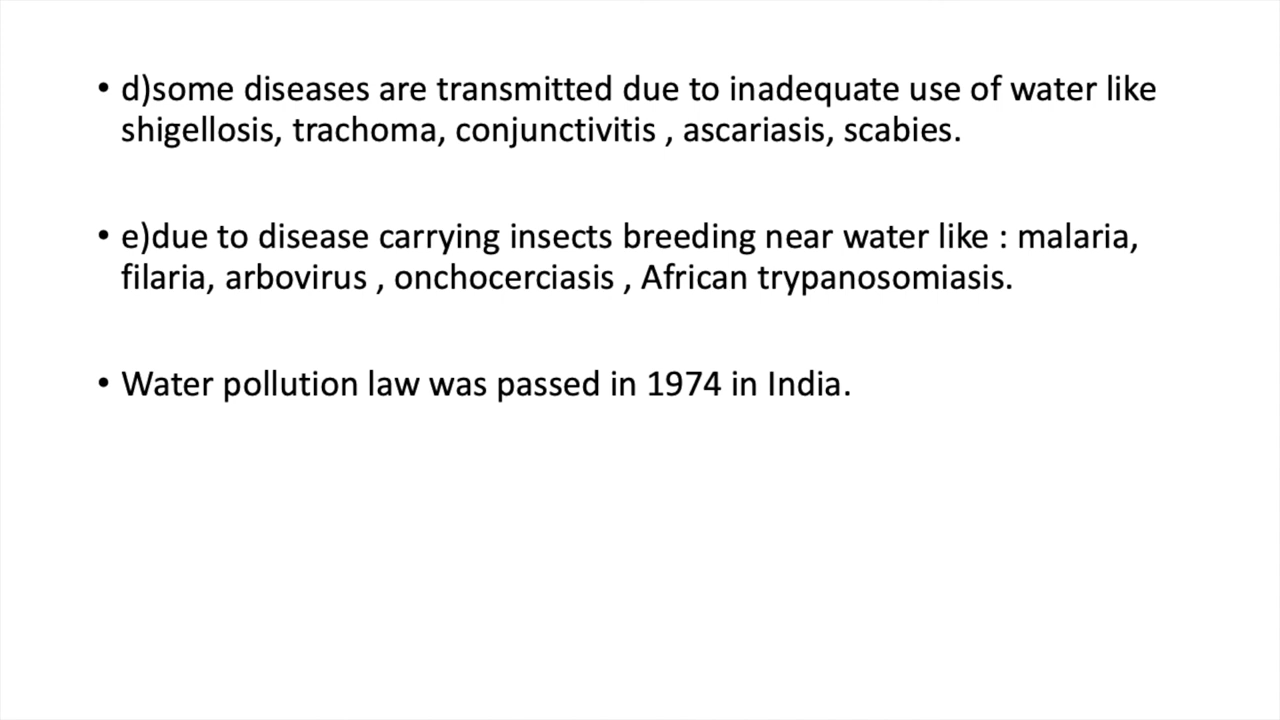 • d)some diseases are transmitted due to inadequate use of water like
shigellosis, trachoma, conjunctivitis , ascariasis, scabies.
• e)due to disease carrying insects breeding near water like : malaria,
filaria, arbovirus , onchocerciasis , African trypanosomiasis.
• Water pollution law was passed in 1974 in India.